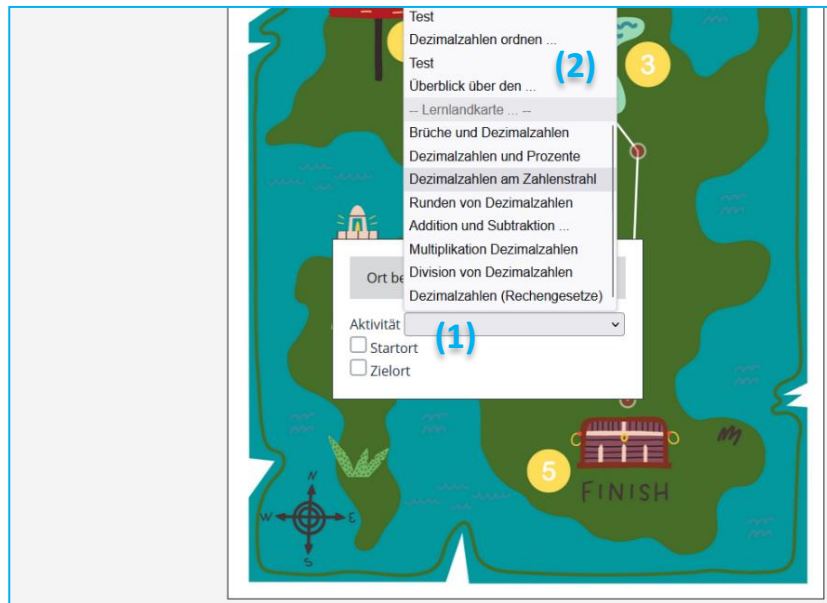 Test
Dezimalzahlen ordnen ...
Test
(2)
3
Überblick über den ...
-- Lernlandkarte ... --
Brüche und Dezimalzahlen
Dezimalzahlen und Prozente
Dezimalzahlen am Zahlenstrahl
Runden von Dezimalzahlen
Addition und Subtraktion ...
Multiplikation Dezimalzahlen
Division von Dezimalzahlen
Ort be
Dezimalzahlen (Rechengesetze)
Aktivität
(1)
Startort
Zielort
5
FINISH
N
W E
S